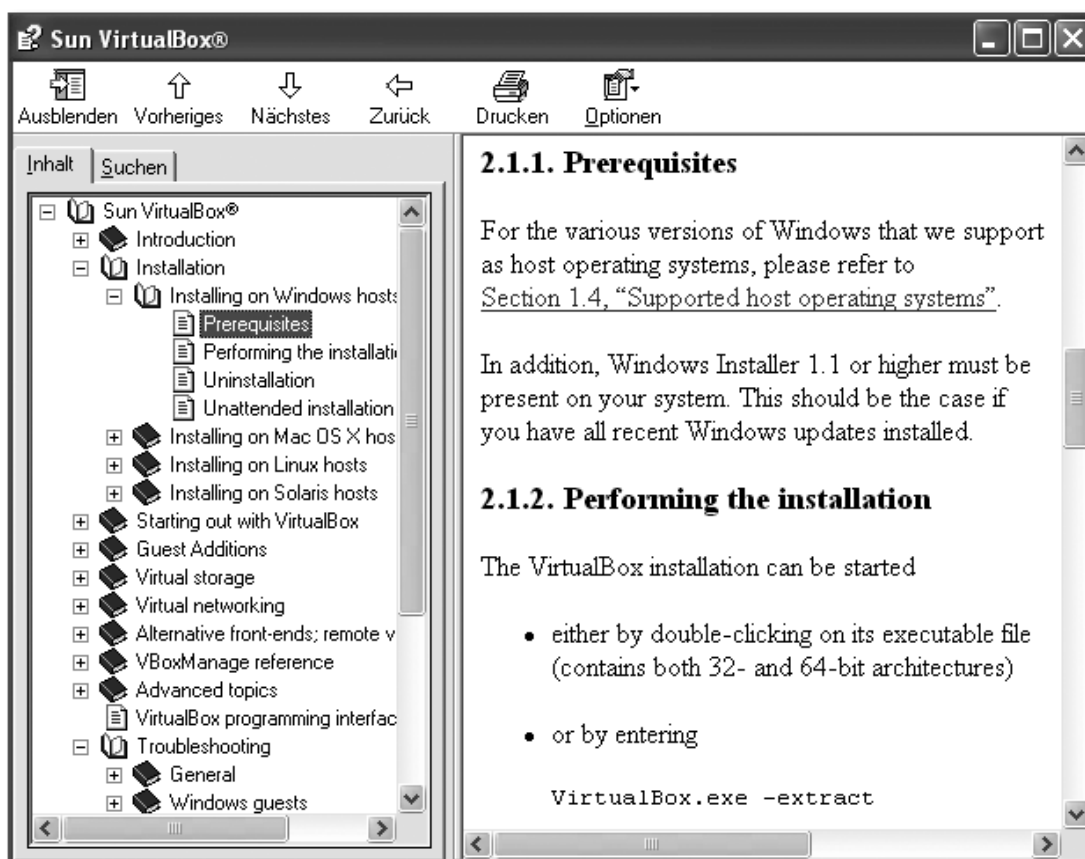 Sun VirtualBox®
Ausblenden Vorheriges Nächstes Zurück Drucken Optionen
Inhalt Suchen
Sun VirtualBox®
Introduction
Installation
Installing on Windows hosts
Prerequisites
Performing the installati
Uninstallation
Unattended installation
Installing on Mac OS X hos
Installing on Linux hosts
Installing on Solaris hosts
Starting out with VirtualBox
Guest Additions
Virtual storage
Virtual networking
Alternative front-ends; remote v
VBoxManage reference
Advanced topics
VirtualBox programming interfac
Troubleshooting
General
Windows guests
2.1.1. Prerequisites
For the various versions of Windows that we support
as host operating systems, please refer to
Section 1.4, “Supported host operating systems”.
In addition, Windows Installer 1.1 or higher must be
present on your system. This should be the case if
you have all recent Windows updates installed.
2.1.2. Performing the installation
The VirtualBox installation can be started
• either by double-clicking on its executable file
(contains both 32- and 64-bit architectures)
• or by entering
VirtualBox.exe -extract